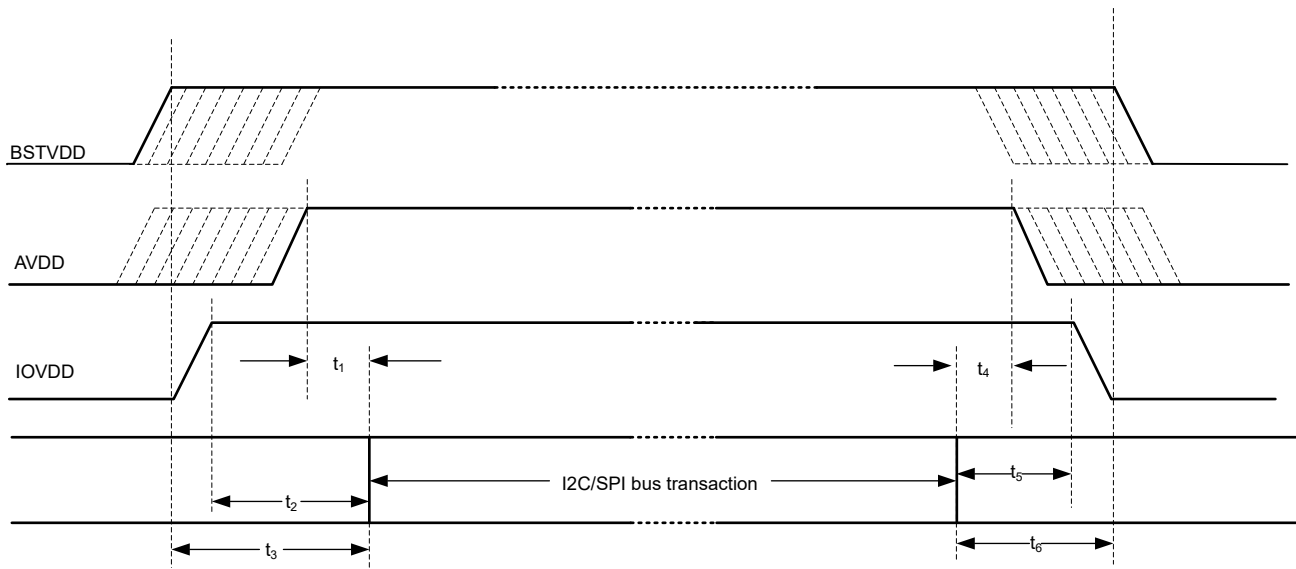 BSTVDD
AVDD
IOVDD
t1
t4
I2C/SPI bus transaction
t5
t2
t3
t6